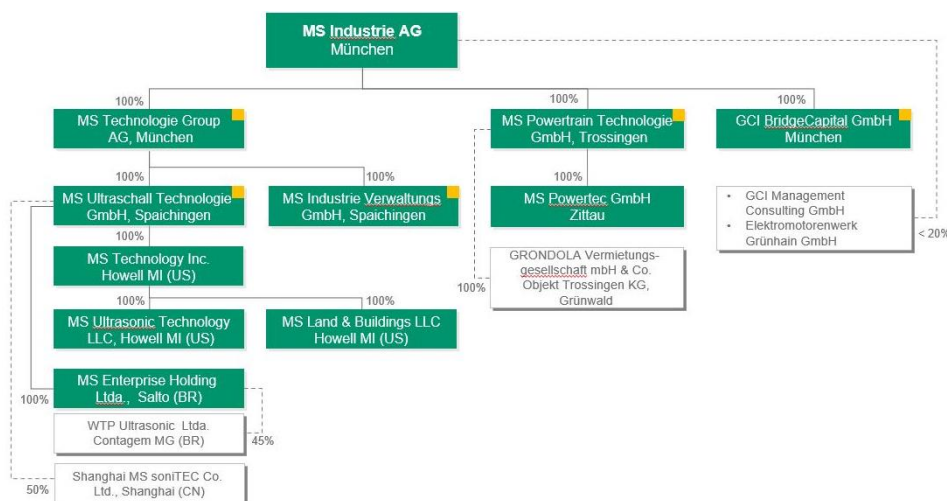 MS Industrie AG
München
100%
100%
100%
MS Technologie Group
AG, München
MS Powertrain Technologie
GmbH, Trossingen
GCI BridgeCapital GmbH
München
100%
100%
100%
MS Ultraschall Technologie
GmbH, Spaichingen
MS Industrie Verwaltungs
GmbH, Spaichingen
MS Powertec GmbH
Zittau
• GCI Management
Consulting GmbH
• Elektromotorenwerk
Grünhain GmbH
< 20%
100%
MS Technology Inc.
Howell MI (US)
GRONDOLA Vermietungs-
gesellschaft mbH & Co.
Objekt Trossingen KG,
Grünwald
100%
100%
100%
MS Ultrasonic Technology
LLC, Howell MI (US)
MS Land & Buildings LLC
Howell MI (US)
MS Enterprise Holding
Ltda., Salto (BR)
100%
WTP Ultrasonic Ltda.
Contagem MG (BR)
45%
Shanghai MS soniTEC Co.
Ltd., Shanghai (CN)
50%